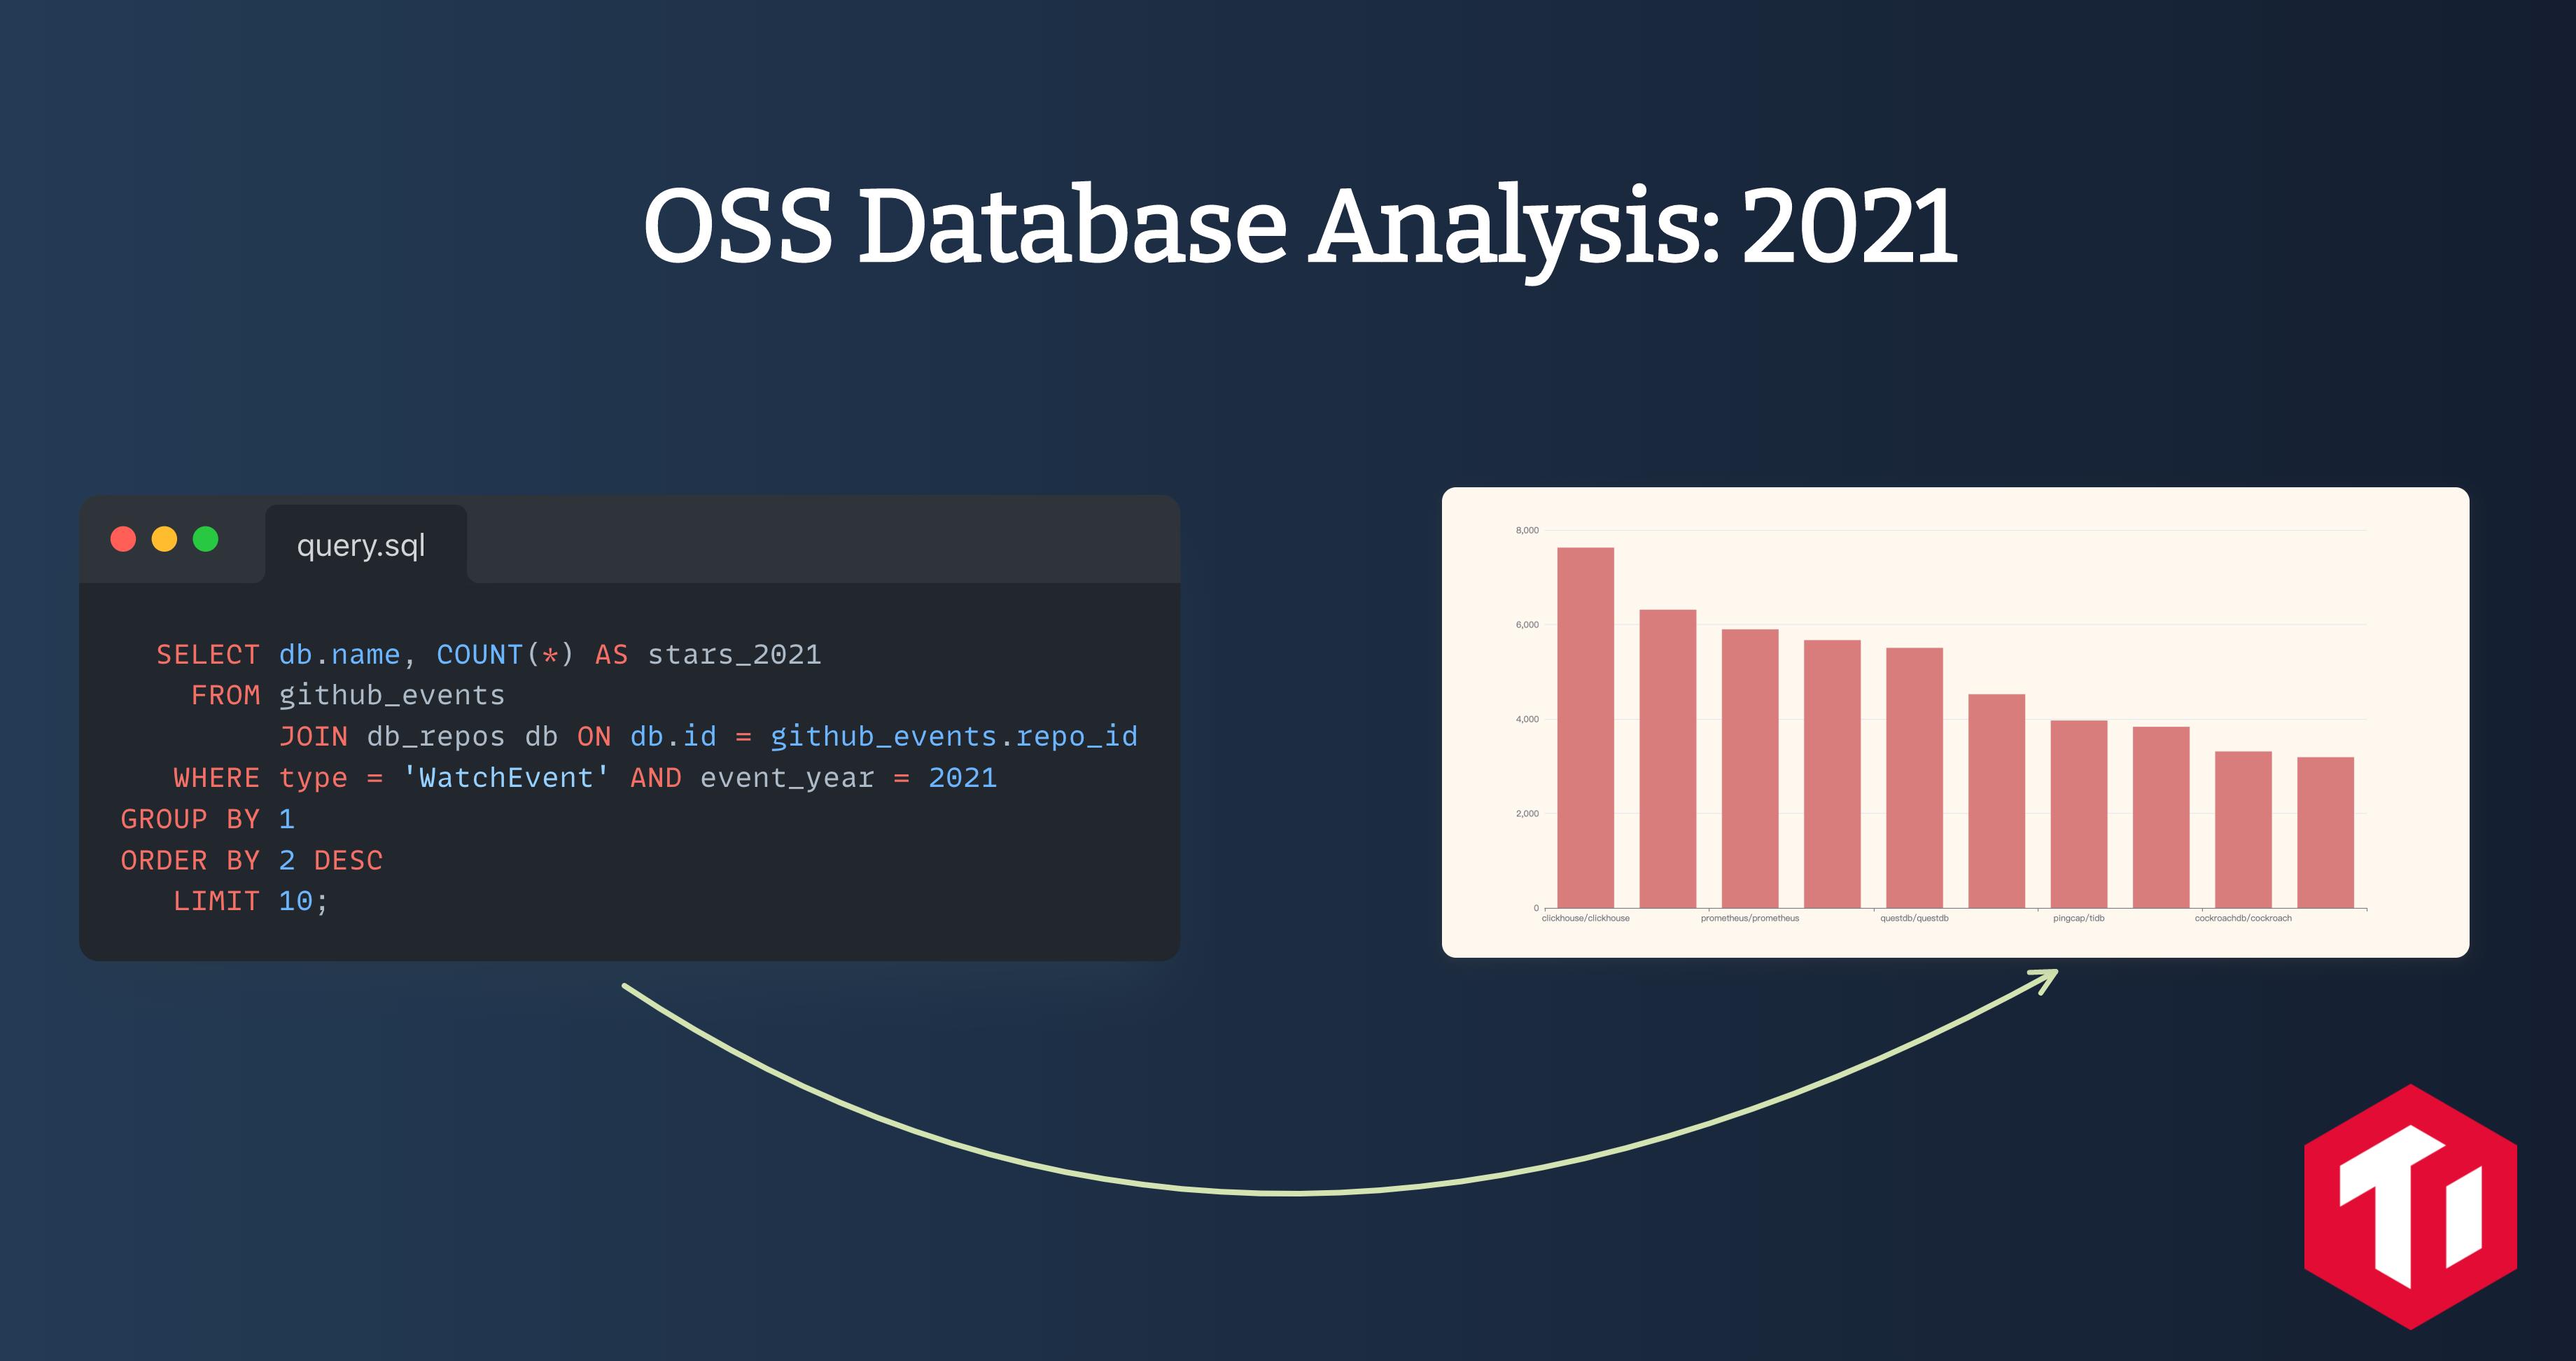 OSS Database Analysis: 2021
query.sql
SELECT db.name, COUNT(*) AS stars_2021
FROM github_events
JOIN db_repos db ON db.id = github_events.repo_id
WHERE type = 'WatchEvent' AND event_year = 2021
GROUP BY 1
ORDER BY 2 DESC
LIMIT 10;
8,000
6,000
4,000
2,000
0
clickhouse/clickhouse prometheus/prometheus questdb/questdb pingcap/tidb cockroachdb/cockroach
Ti